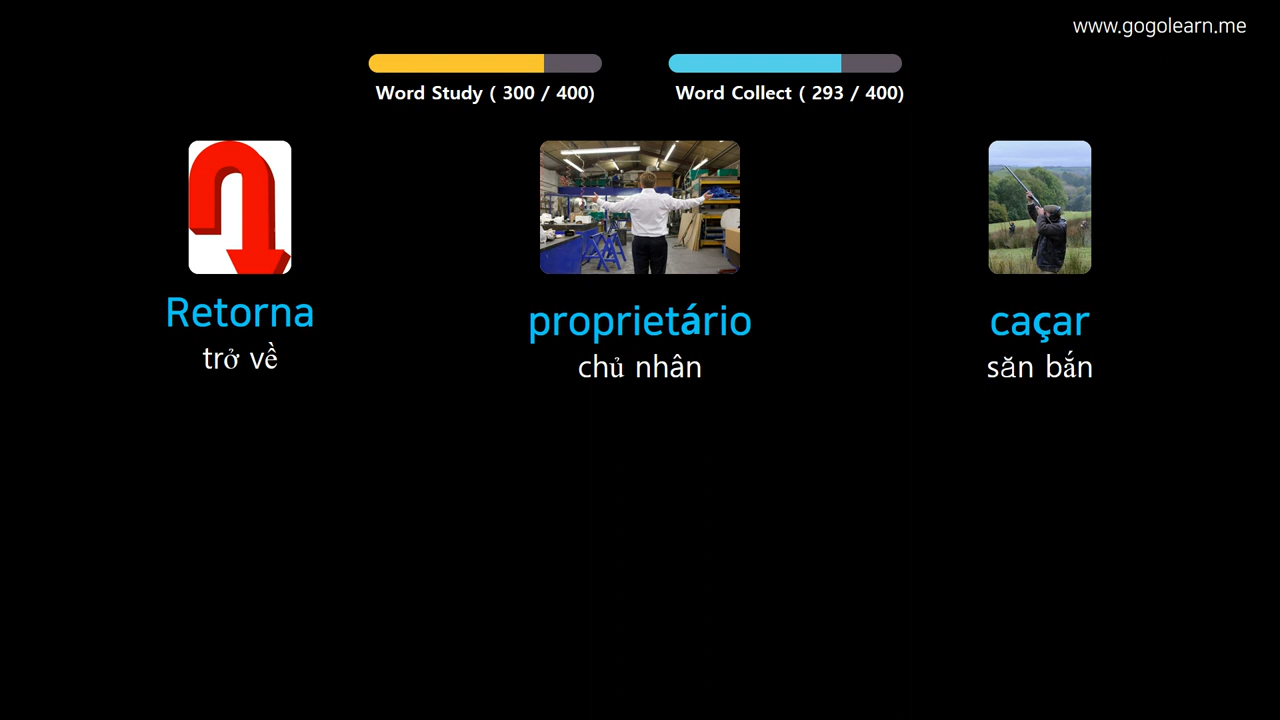 www.gogolearn.me
Word Study ( 300 / 400)
Word Collect ( 293 / 400)
Retorna
trở về
proprietário
chủ nhân
caçar
săn bắn